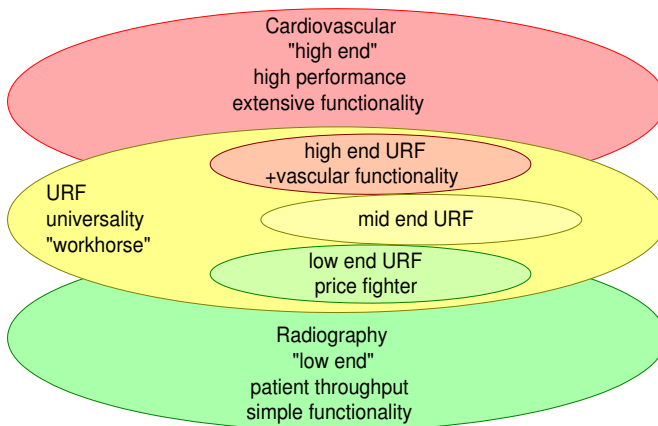 Cardiovascular
"high end"
high performance
extensive functionality
high end URF
+vascular functionality
URF
universality
"workhorse"
mid end URF
low end URF
price fighter
Radiography
"low end"
patient throughput
simple functionality